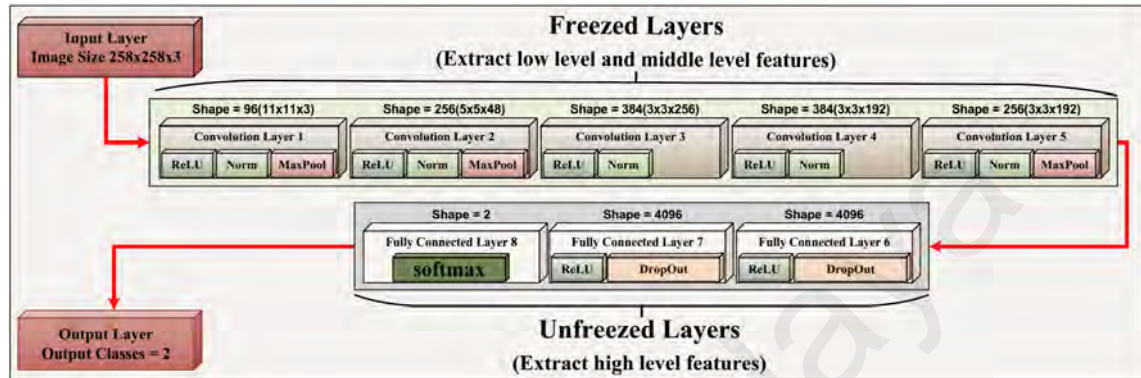 Input Layer
Image Size 258x258x3
Freezed Layers
(Extract low level and middle level features)
Shape = 96(11x11x3)
Convolution Layer 1
ReLU Norm MaxPool
Shape = 256(5x5x48)
Convolution Layer 2
ReLU Norm MaxPool
Shape = 384(3x3x256)
Convolution Layer 3
ReLU Norm
Shape = 384(3x3x192)
Convolution Layer 4
ReLU Norm
Shape = 256(3x3x192)
Convolution Layer 5
ReLU Norm MaxPool
Shape = 2
Fully Connected Layer 8
softmax
Shape = 4096
Fully Connected Layer 7
ReLU DropOut
Shape = 4096
Fully Connected Layer 6
ReLU DropOut
Unfreezed Layers
(Extract high level features)
Output Layer
Output Classes = 2